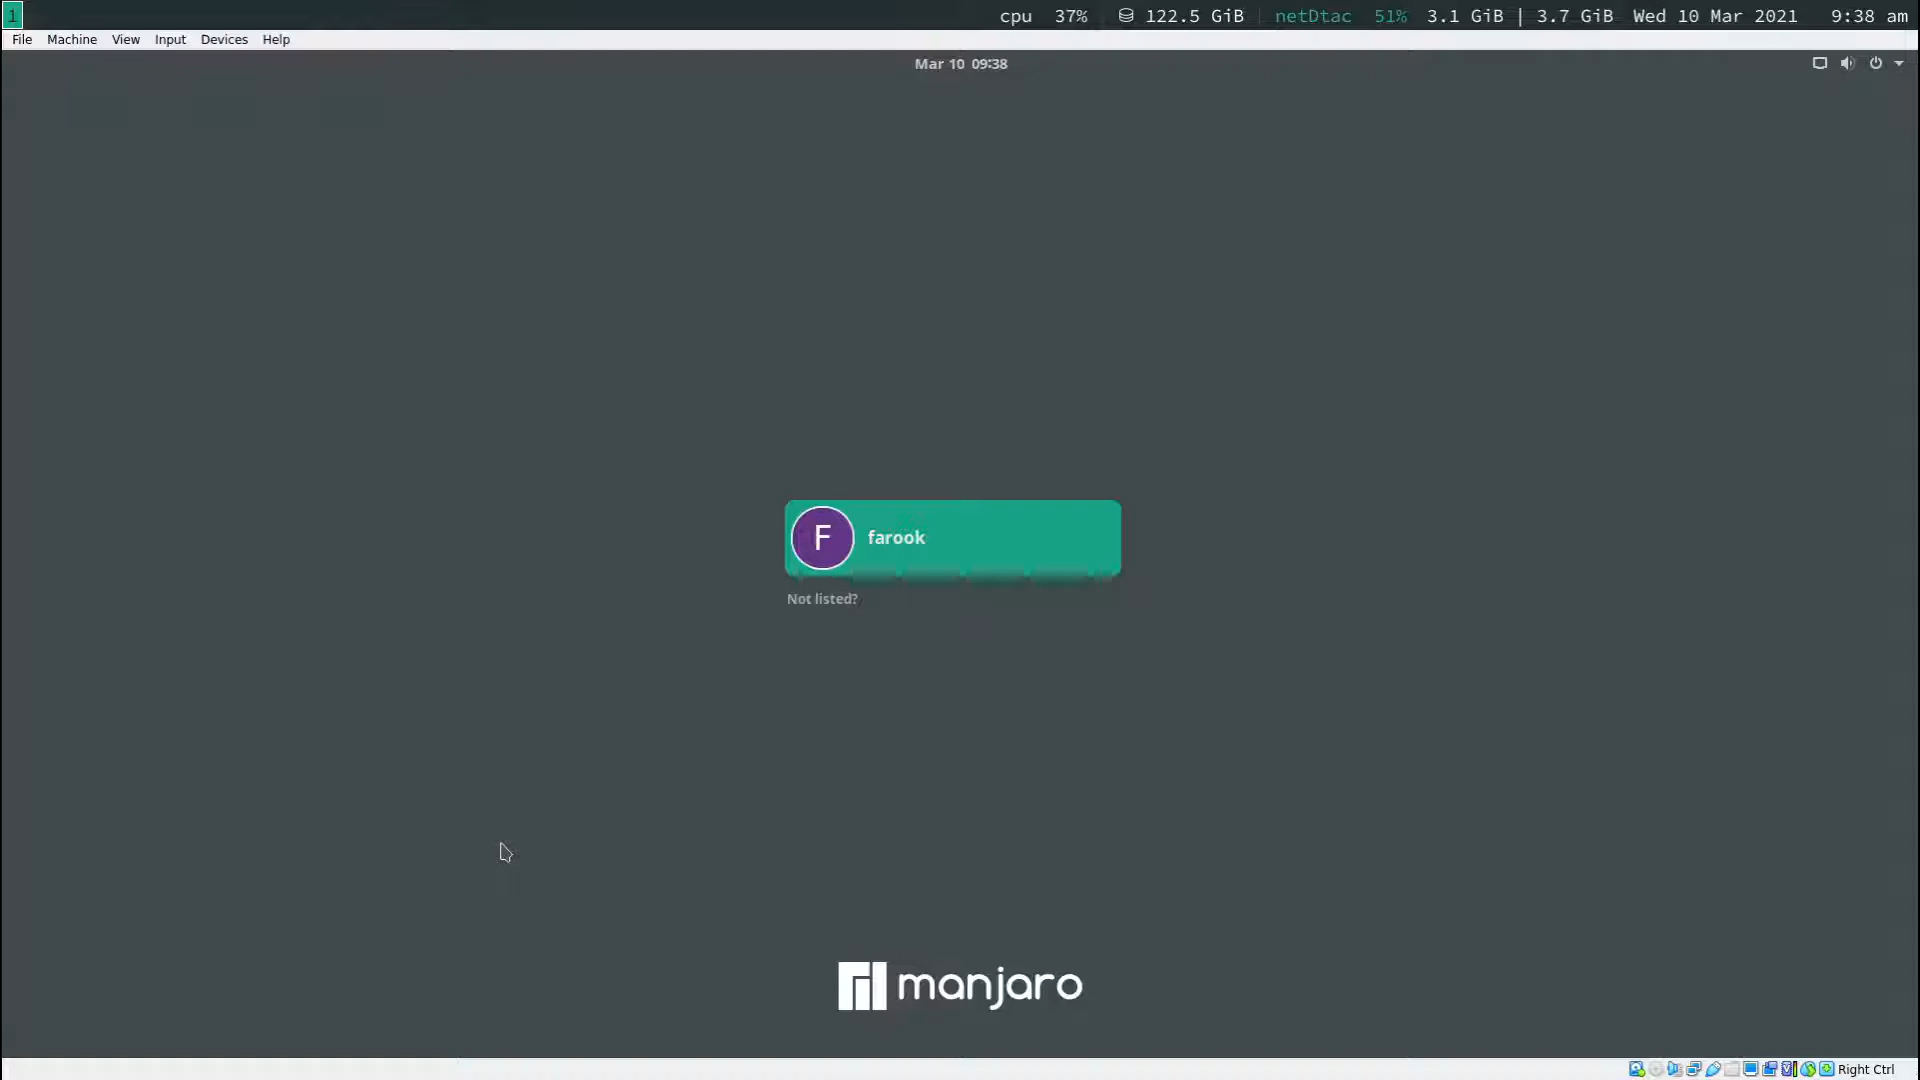 1
cpu 37% 122.5 GiB | netDtac 51% 3.1 GiB | 3.7 GiB Wed 10 Mar 2021 9:38 am
File Machine View Input Devices Help
Mar 10 09:38
F farook
Not listed?
manjaro
Right Ctrl